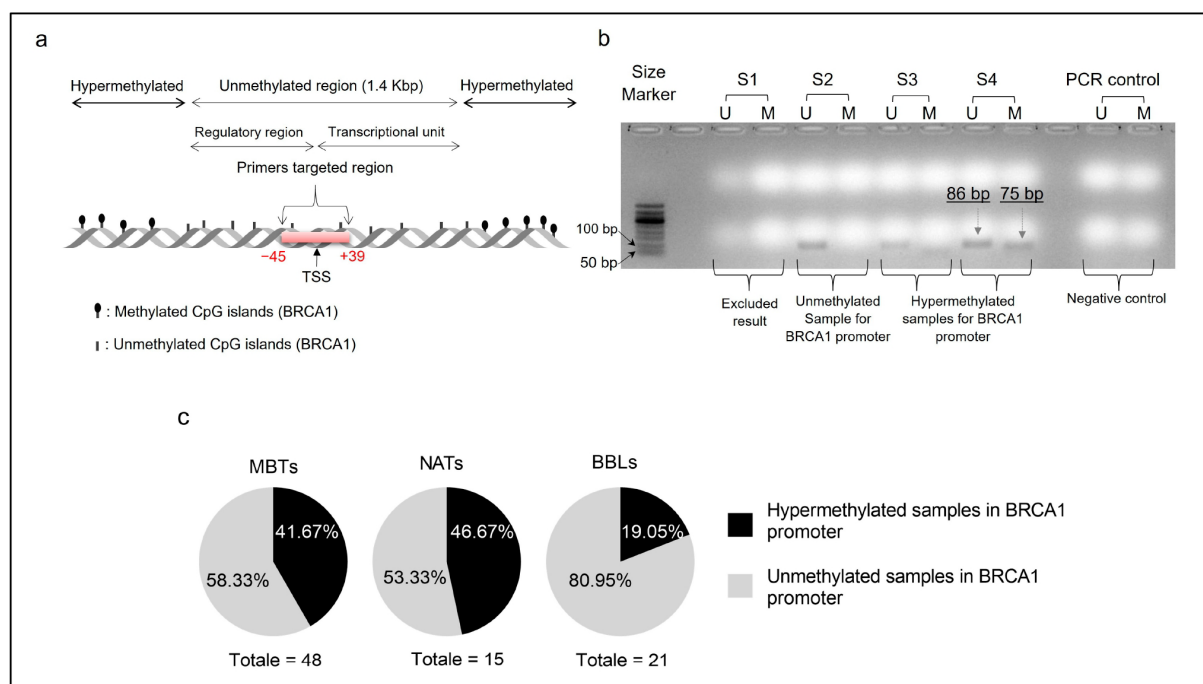 a
Hypermethylated
Unmethylated region (1.4 Kbp)
Hypermethylated
Regulatory region
Transcriptional unit
Primers targeted region
−45
+39
TSS
: Methylated CpG islands (BRCA1)
: Unmethylated CpG islands (BRCA1)
b
Size
Marker
S1
S2
S3
S4
PCR control
U M
U M
U M
U M
U M
86 bp
75 bp
100 bp
50 bp
Excluded
result
Unmethylated
Sample for
BRCA1 promoter
Hypermethylated
samples for BRCA1
promoter
Negative control
c
MBTs
NATs
BBLs
41.67%
58.33%
46.67%
53.33%
19.05%
80.95%
Totale = 48
Totale = 15
Totale = 21
Hypermethylated samples in BRCA1
promoter
Unmethylated samples in BRCA1
promoter